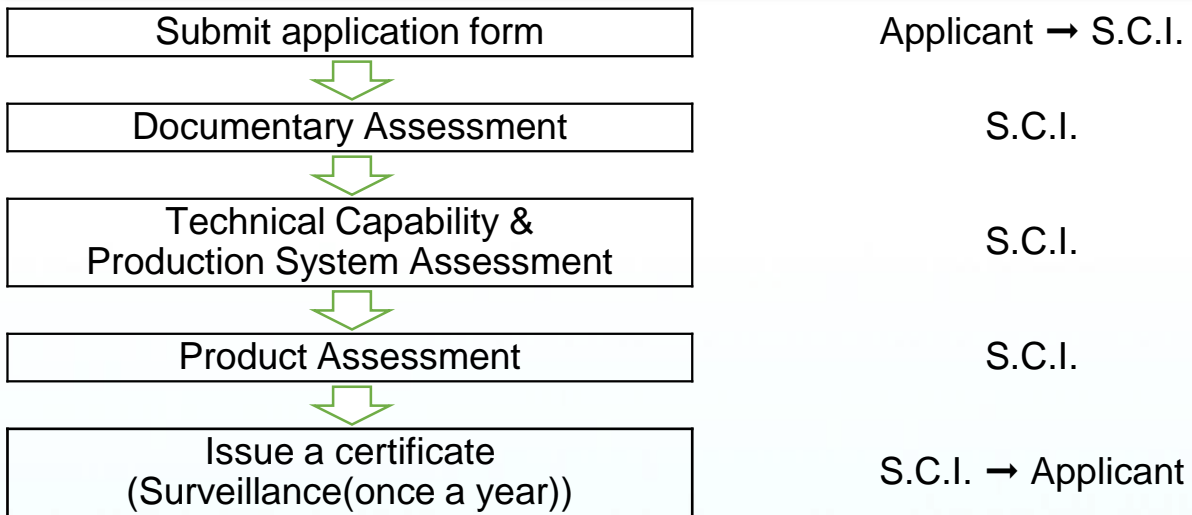 Submit application form
Applicant → S.C.I.
Documentary Assessment
S.C.I.
Technical Capability &
Production System Assessment
S.C.I.
Product Assessment
S.C.I.
Issue a certificate
(Surveillance(once a year))
S.C.I. → Applicant